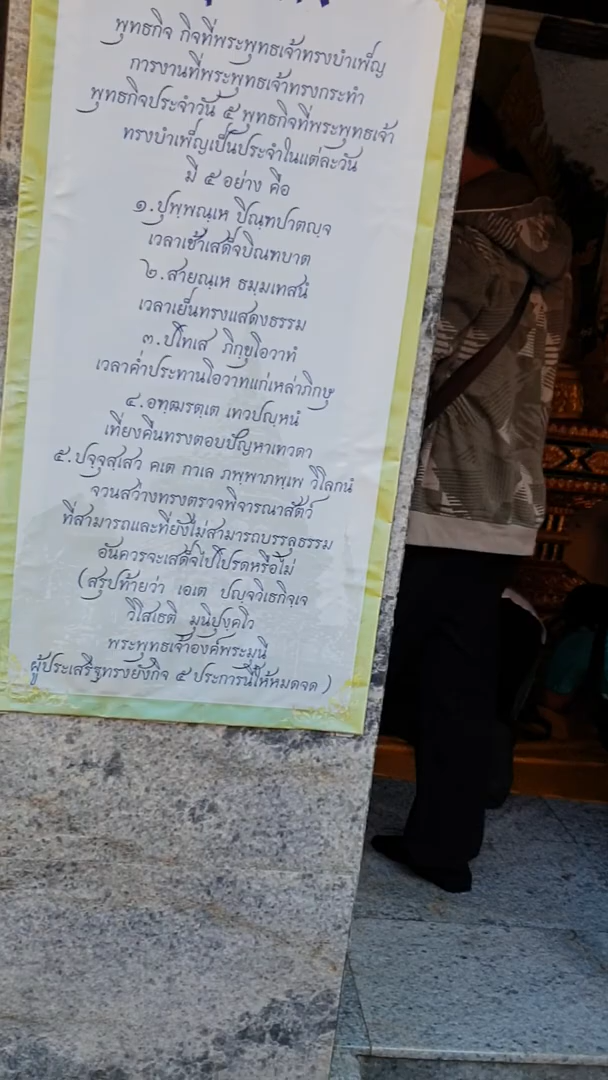 พุทธกิจ กิจที่พระพุทธเจ้าทรงบำเพ็ญ
การงานที่พระพุทธเจ้าทรงกระทำ
พุทธกิจประจำวัน ๕ พุทธกิจที่พระพุทธเจ้า
ทรงบำเพ็ญเป็นประจำในแต่ละวัน
มี ๕ อย่าง คือ
๑.ปุพฺพณฺเห ปิณฺฑปาตญฺจ
เวลาเช้าเสด็จบิณฑบาต
๒.สายณฺเห ธมฺมเทสนํ
เวลาเย็นทรงแสดงธรรม
๓.ปโทเส ภิกฺขุโอวาทํ
เวลาค่ำประทานโอวาทแก่เหล่าภิกษุ
๔.อทฺฒรตฺเต เทวปญฺหนํ
เที่ยงคืนทรงตอบปัญหาเทวดา
๕.ปจฺจุสฺเสว คเต กาเล ภพฺพาภพฺเพ วิโลกนํ
จวนสว่างทรงตรวจพิจารณาสัตว์
ที่สามารถและที่ยังไม่สามารถบรรลุธรรม
อันควรจะเสด็จไปโปรดหรือไม่
(สรุปท้ายว่า เอเต ปญฺจวิเธกิจฺเจ
วิโสเธติ มุนิปุงฺคโว
พระพุทธเจ้าองค์พระมุนี
ผู้ประเสริฐทรงยังกิจ ๕ ประการนี้ให้หมดจด )